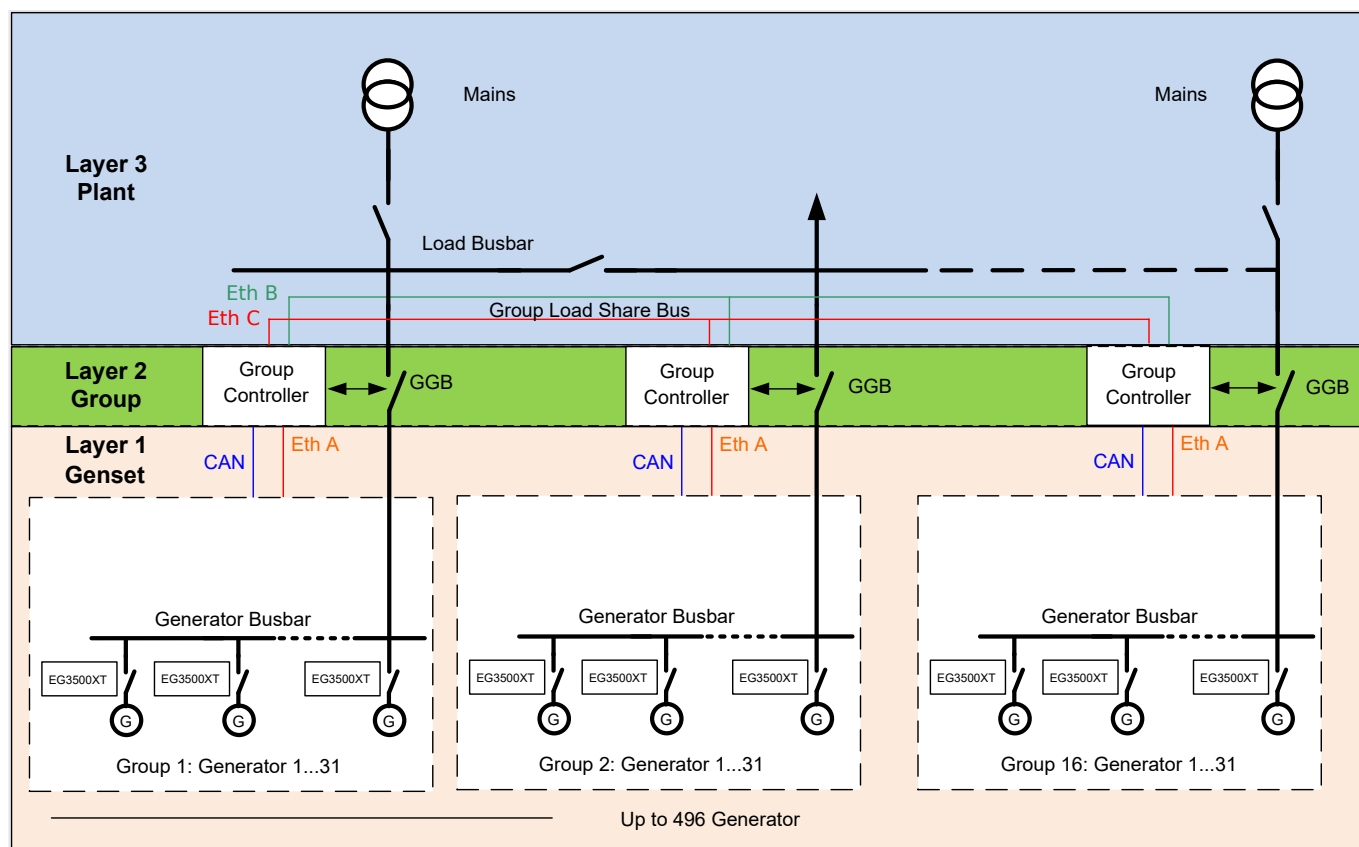 Mains
Mains
Layer 3
Plant
Load Busbar
Eth B
Eth C
Group Load Share Bus
Layer 2
Group
Group
Controller
GGB
Group
Controller
GGB
Group
Controller
GGB
Layer 1
Genset
CAN
Eth A
CAN
Eth A
CAN
Eth A
Generator Busbar
EG3500XT
EG3500XT
EG3500XT
G
G
G
Group 1: Generator 1...31
Generator Busbar
EG3500XT
EG3500XT
EG3500XT
G
G
G
Group 2: Generator 1...31
Generator Busbar
EG3500XT
EG3500XT
EG3500XT
G
G
G
Group 16: Generator 1...31
Up to 496 Generator